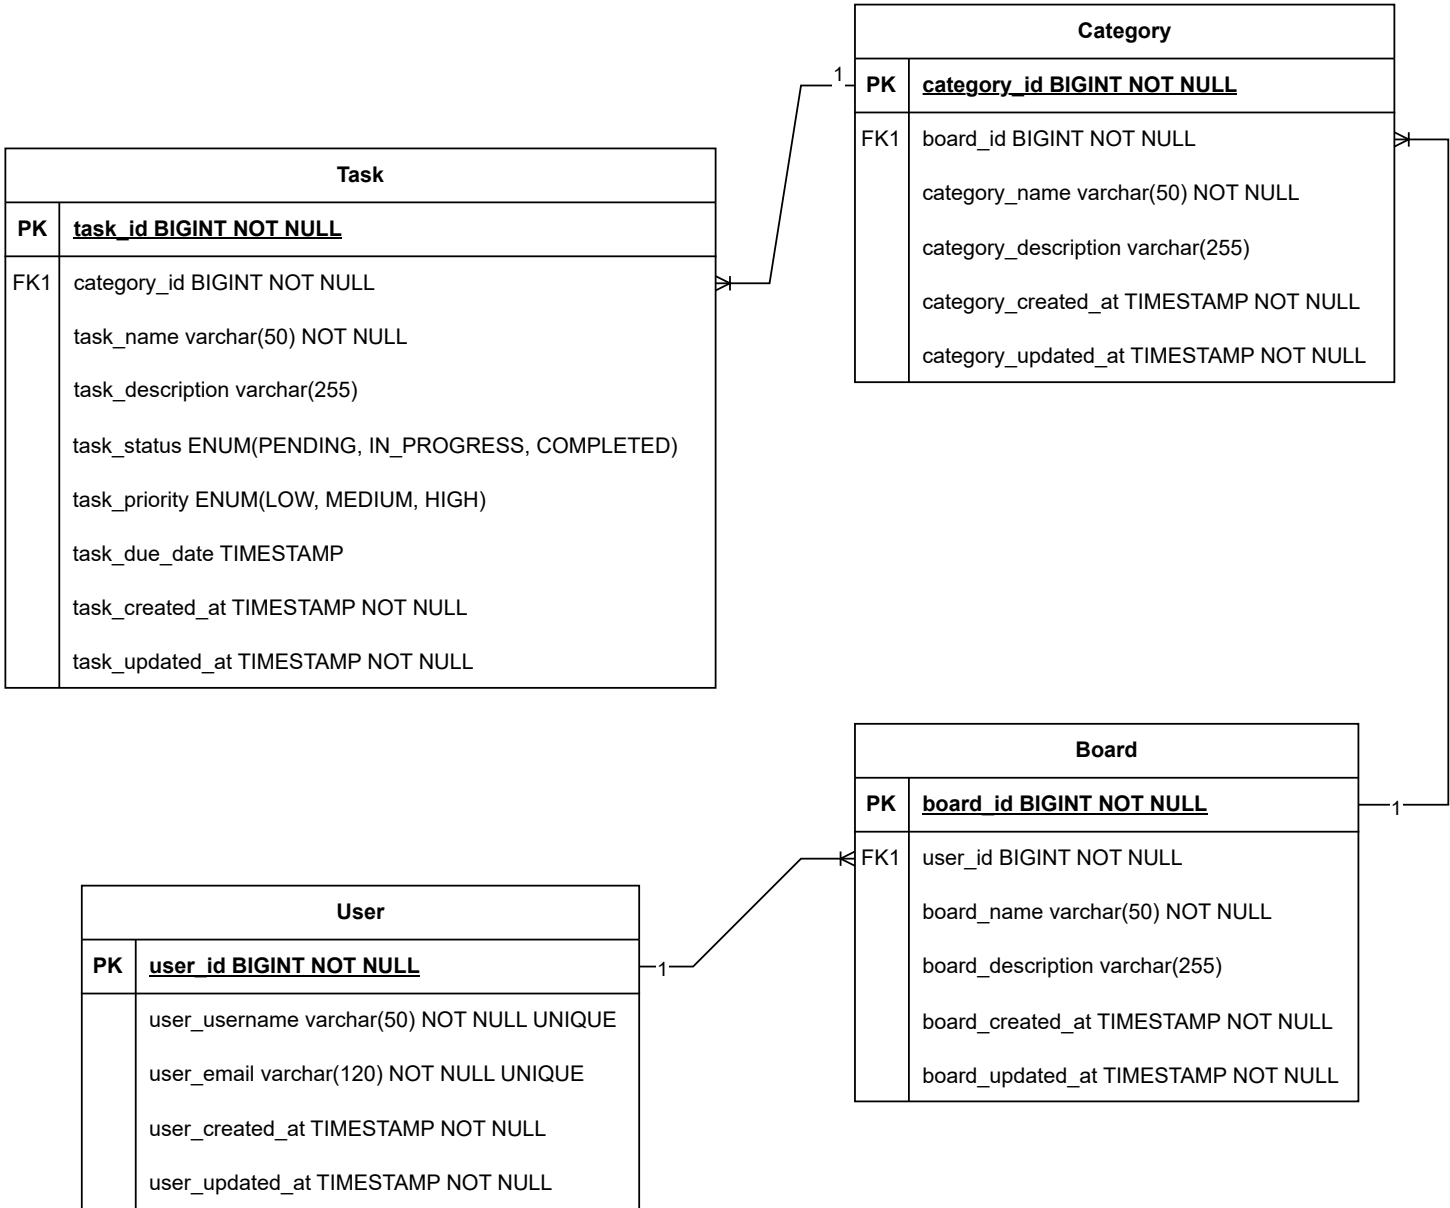 Category
1
PK category_id BIGINT NOT NULL
FK1 board_id BIGINT NOT NULL
category_name varchar(50) NOT NULL
category_description varchar(255)
category_created_at TIMESTAMP NOT NULL
category_updated_at TIMESTAMP NOT NULL
Task
PK task_id BIGINT NOT NULL
FK1 category_id BIGINT NOT NULL
task_name varchar(50) NOT NULL
task_description varchar(255)
task_status ENUM(PENDING, IN_PROGRESS, COMPLETED)
task_priority ENUM(LOW, MEDIUM, HIGH)
task_due_date TIMESTAMP
task_created_at TIMESTAMP NOT NULL
task_updated_at TIMESTAMP NOT NULL
Board
PK board_id BIGINT NOT NULL
1
FK1 user_id BIGINT NOT NULL
board_name varchar(50) NOT NULL
board_description varchar(255)
board_created_at TIMESTAMP NOT NULL
board_updated_at TIMESTAMP NOT NULL
User
PK user_id BIGINT NOT NULL
1
user_username varchar(50) NOT NULL UNIQUE
user_email varchar(120) NOT NULL UNIQUE
user_created_at TIMESTAMP NOT NULL
user_updated_at TIMESTAMP NOT NULL